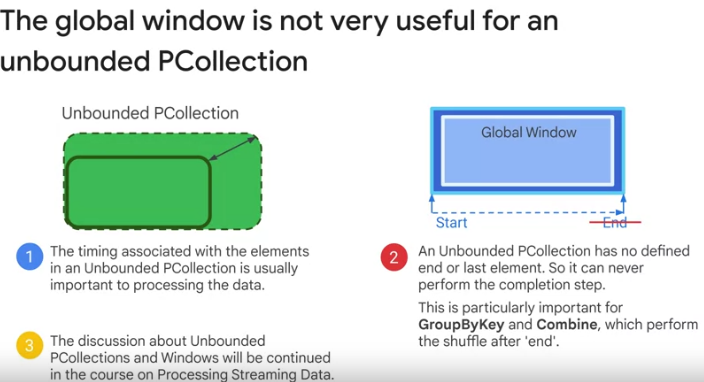 The global window is not very useful for an
unbounded PCollection
Unbounded PCollection
Global Window
Start
End
1
The timing associated with the elements
in an Unbounded PCollection is usually
important to processing the data.
2
An Unbounded PCollection has no defined
end or last element. So it can never
perform the completion step.
This is particularly important for
GroupByKey and Combine, which perform
the shuffle after 'end'.
3
The discussion about Unbounded
PCollections and Windows will be continued
in the course on Processing Streaming Data.